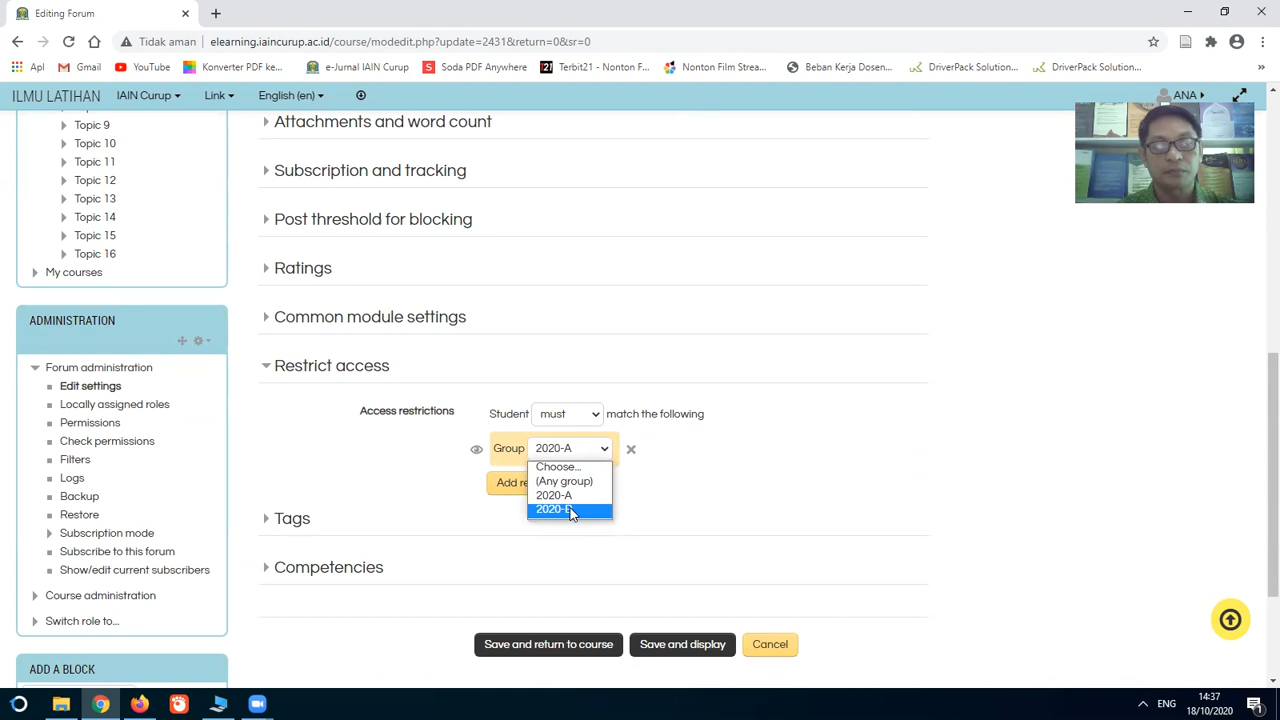 Editing Forum
Tidak aman
elearning.iaincurup.ac.id/course/modedit.php?update=2431&return=0&sr=0
Apl
Gmail
YouTube
Konverter PDF ke...
e-Jurnal IAIN Curup
Soda PDF Anywhere
Terbit21 - Nonton F...
Nonton Film Strea...
Beban Kerja Dosen...
DriverPack Solution...
DriverPack Solution...
»
ILMU LATIHAN
IAIN Curup
Link
English (en)
ANA
Topic 9
Topic 10
Topic 11
Topic 12
Topic 13
Topic 14
Topic 15
Topic 16
My courses
ADMINISTRATION
Forum administration
Edit settings
Locally assigned roles
Permissions
Check permissions
Filters
Logs
Backup
Restore
Subscription mode
Subscribe to this forum
Show/edit current subscribers
Course administration
Switch role to...
ADD A BLOCK
Attachments and word count
Subscription and tracking
Post threshold for blocking
Ratings
Common module settings
Restrict access
Access restrictions
Student must match the following
Group 2020-A
Choose...
(Any group)
2020-A
Add re
Tags
Competencies
Save and return to course
Save and display
Cancel
ENG
14:37
18/10/2020
1